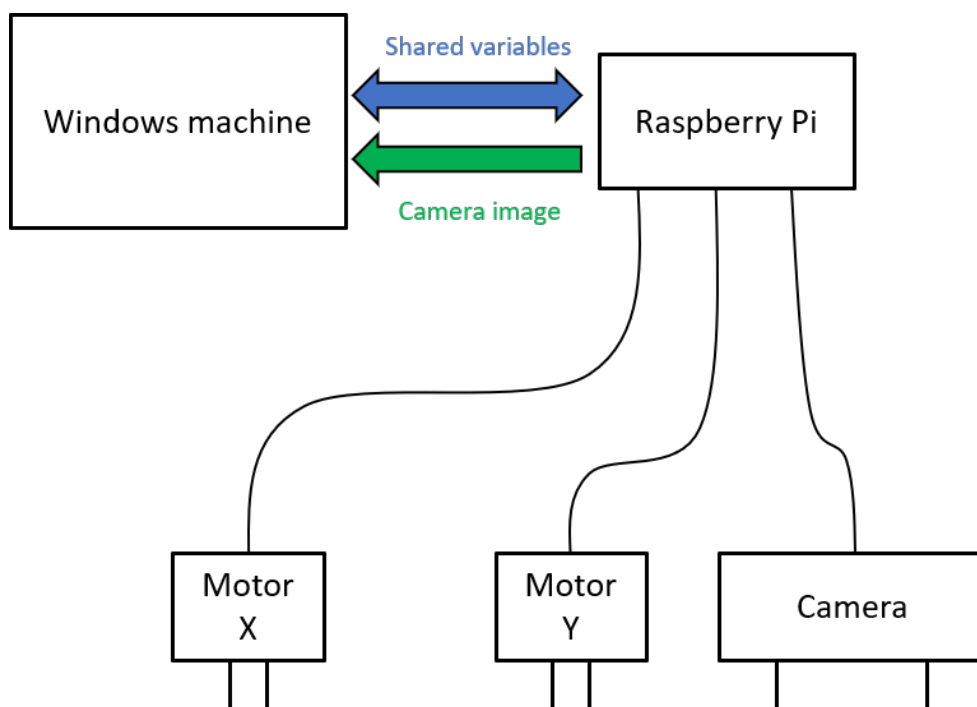 Shared variables
Windows machine
Raspberry Pi
Camera image
Motor
X
Motor
Y
Camera